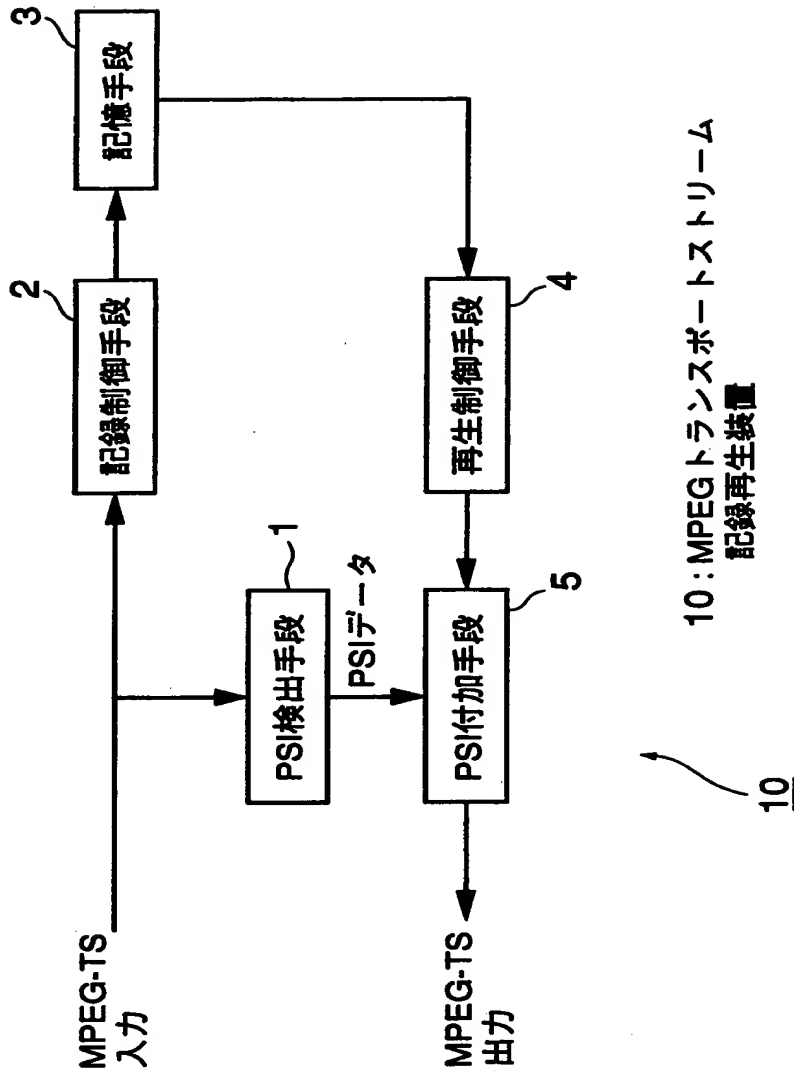 MPEG-TS
入力
2
記録制御手段
3
記憶手段
1
PSI検出手段
PSIデータ
4
再生制御手段
5
PSI付加手段
MPEG-TS
出力
10
10:MPEGトランスポートストリーム
記録再生装置